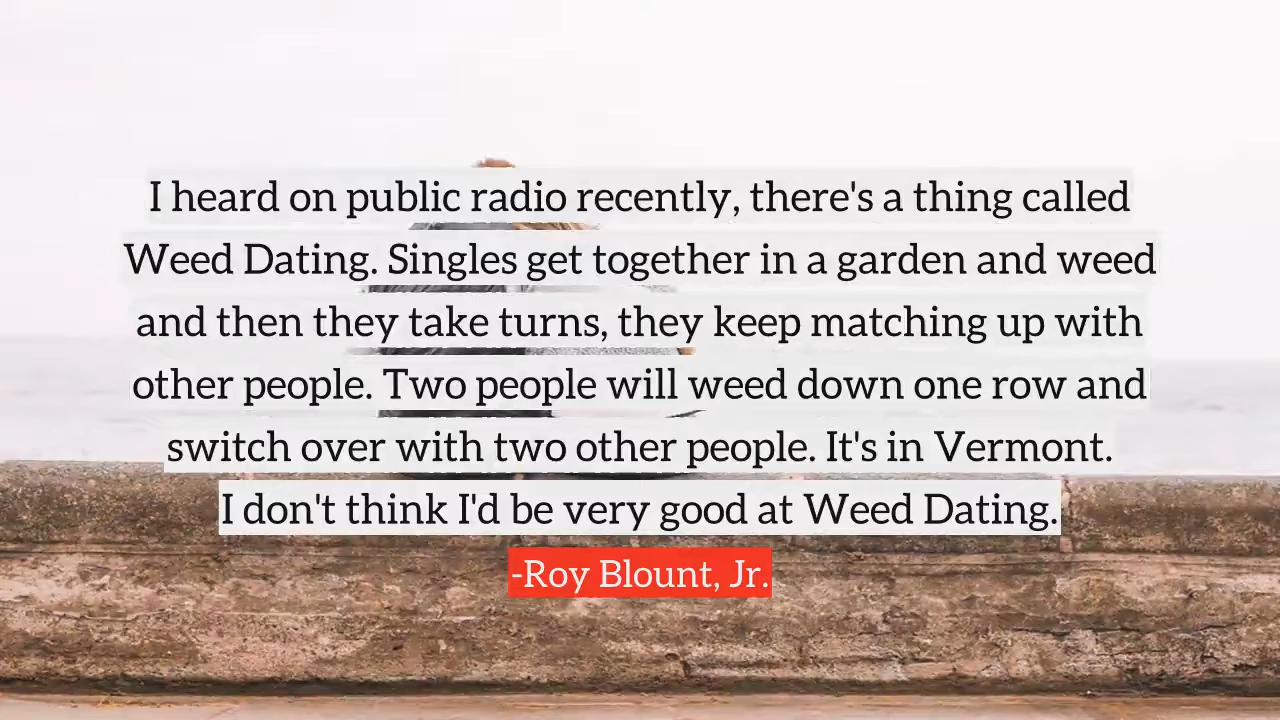 I heard on public radio recently, there's a thing called
Weed Dating. Singles get together in a garden and weed
and then they take turns, they keep matching up with
other people. Two people will weed down one row and
switch over with two other people. It's in Vermont.
I don't think I'd be very good at Weed Dating.
-Roy Blount, Jr.